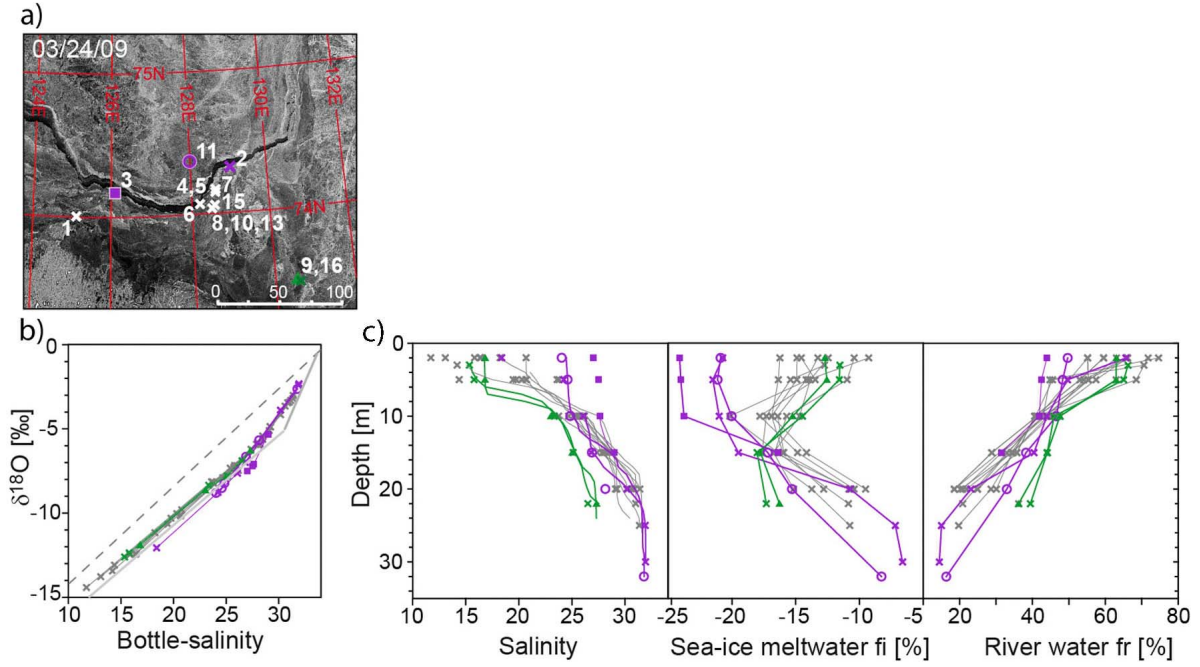 a)
03/24/09
124E
126E
128E
130E
132E
75N
11
2
3
4,5
7
15
6
74N
1
8,10,13
9,16
0 50 100
b)
0
-5
-10
-15
10 15 20 25 30
δ18O [‰]
Bottle-salinity
c)
0
10
20
30
Depth [m]
10 15 20 25 30
Salinity
-25 -20 -15 -10 -5
Sea-ice meltwater fi [%]
20 40 60 80
River water fr [%]